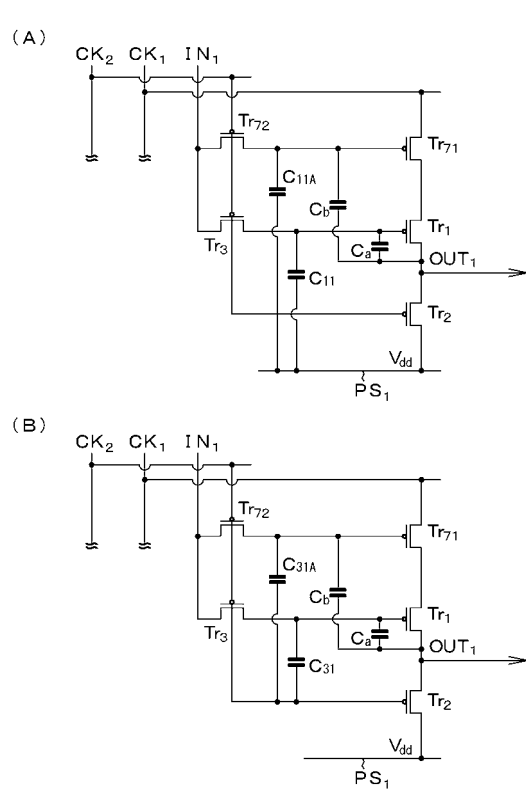 (A)
CK₂ CK₁ IN₁
Tr₇₂
Tr₇₁
C₁₁A
Cb
Tr₁
Tr₃
Ca
OUT₁
C₁₁
Tr₂
Vdd
PS₁
(B)
CK₂ CK₁ IN₁
Tr₇₂
Tr₇₁
C₃₁A
Cb
Tr₁
Tr₃
Ca
OUT₁
C₃₁
Tr₂
Vdd
PS₁